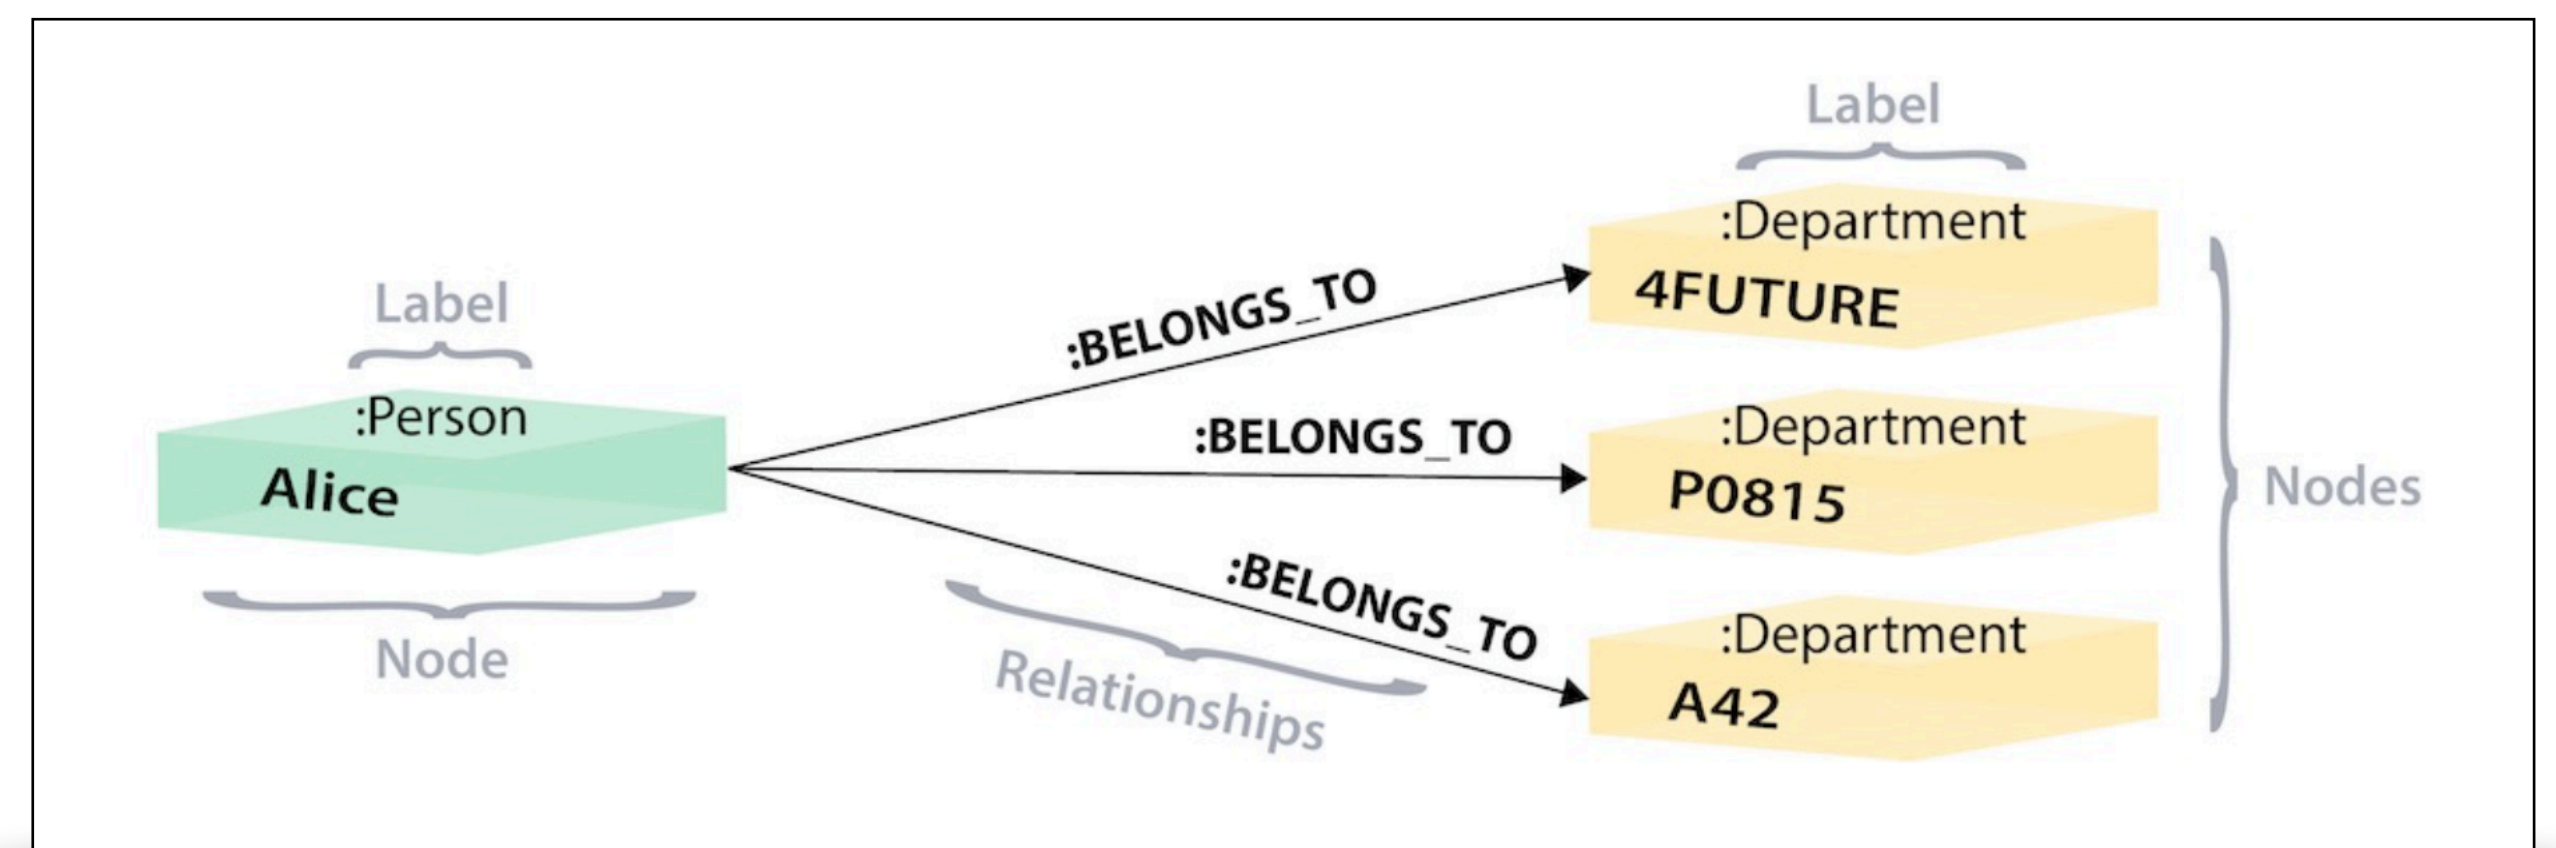 Label
:Person
Alice
Node
:BELONGS_TO
:BELONGS_TO
:BELONGS_TO
Relationships
Label
:Department
4FUTURE
:Department
P0815
:Department
A42
Nodes